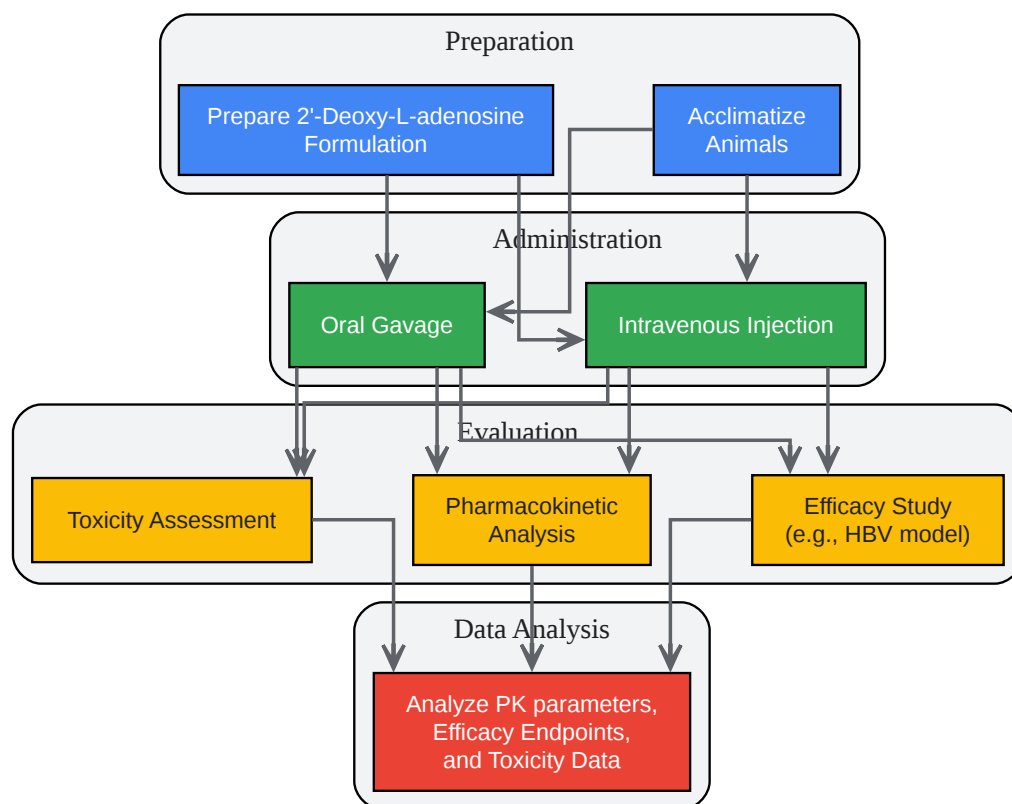 Preparation
Prepare 2'-Deoxy-L-adenosine
Formulation
Acclimatize
Animals
Administration
Oral Gavage
Intravenous Injection
Evaluation
Toxicity Assessment
Pharmacokinetic
Analysis
Efficacy Study
(e.g., HBV model)
Data Analysis
Analyze PK parameters,
Efficacy Endpoints,
and Toxicity Data